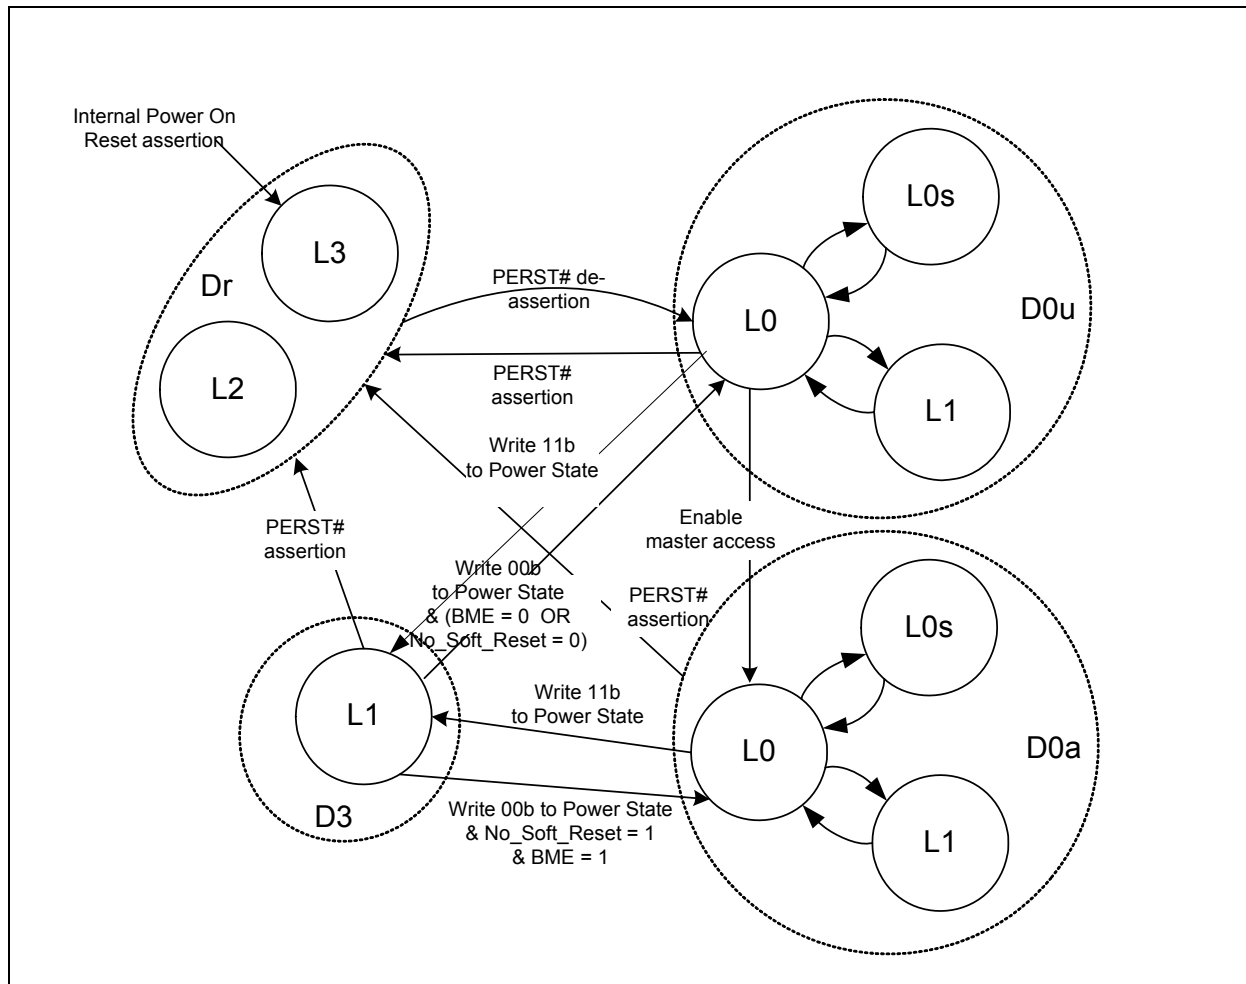 Internal Power On
Reset assertion
L3
Dr
L2
PERST# de-
assertion
L0s
L0
D0u
L1
PERST#
assertion
Write 11b
to Power State
PERST#
assertion
Enable
master access
Write 00b
to Power State
& (BME = 0 OR
No_Soft_Reset = 0)
PERST#
assertion
L0s
L1
Write 11b
to Power State
L0
D0a
D3
Write 00b to Power State
& No_Soft_Reset = 1
& BME = 1
L1